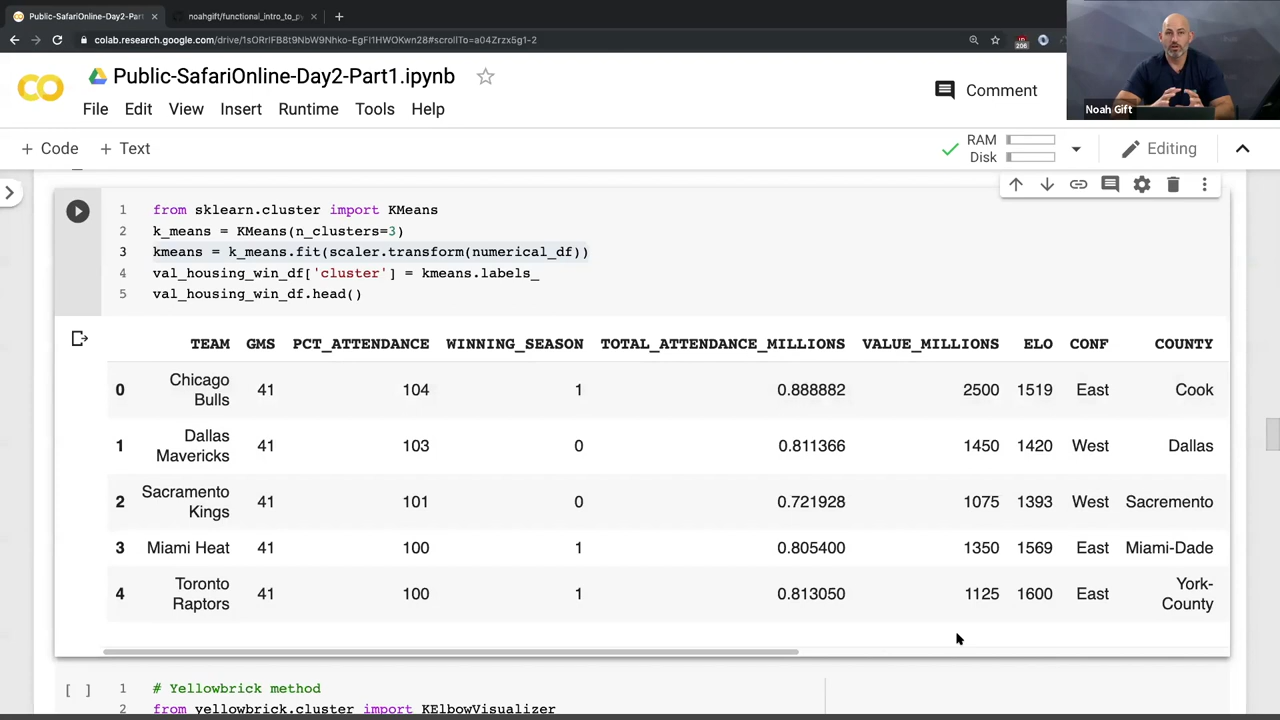 Public-SafariOnline-Day2-Part
noahgift/functional_intro_to_py
colab.research.google.com/drive/1sORrIFB8t9NbW9Nhko-EgFl1HWOKwn28#scrollTo=a04Zrzx5g1-2
206
Noah Gift
Public-SafariOnline-Day2-Part1.ipynb
Comment
File Edit View Insert Runtime Tools Help
+ Code + Text
RAM
Disk
Editing
1 from sklearn.cluster import KMeans
2 k_means = KMeans(n_clusters=3)
3 kmeans = k_means.fit(scaler.transform(numerical_df))
4 val_housing_win_df['cluster'] = kmeans.labels_
5 val_housing_win_df.head()
TEAM GMS PCT_ATTENDANCE WINNING_SEASON TOTAL_ATTENDANCE_MILLIONS VALUE_MILLIONS ELO CONF COUNTY
0 Chicago Bulls 41 104 1 0.888882 2500 1519 East Cook
1 Dallas Mavericks 41 103 0 0.811366 1450 1420 West Dallas
2 Sacramento Kings 41 101 0 0.721928 1075 1393 West Sacremento
3 Miami Heat 41 100 1 0.805400 1350 1569 East Miami-Dade
4 Toronto Raptors 41 100 1 0.813050 1125 1600 East York-County
[ ] 1 # Yellowbrick method
2 from yellowbrick.cluster import KElbowVisualizer